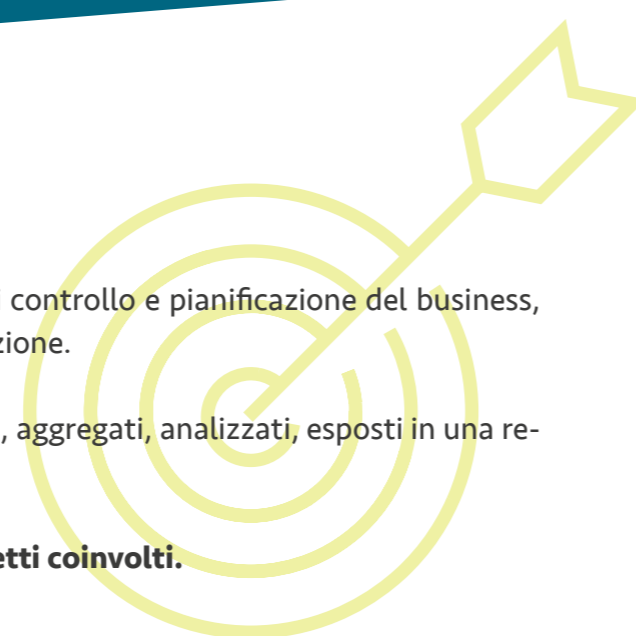 i controllo e pianificazione del business,
zione.
, aggregati, analizzati, esposti in una re-
etti coinvolti.